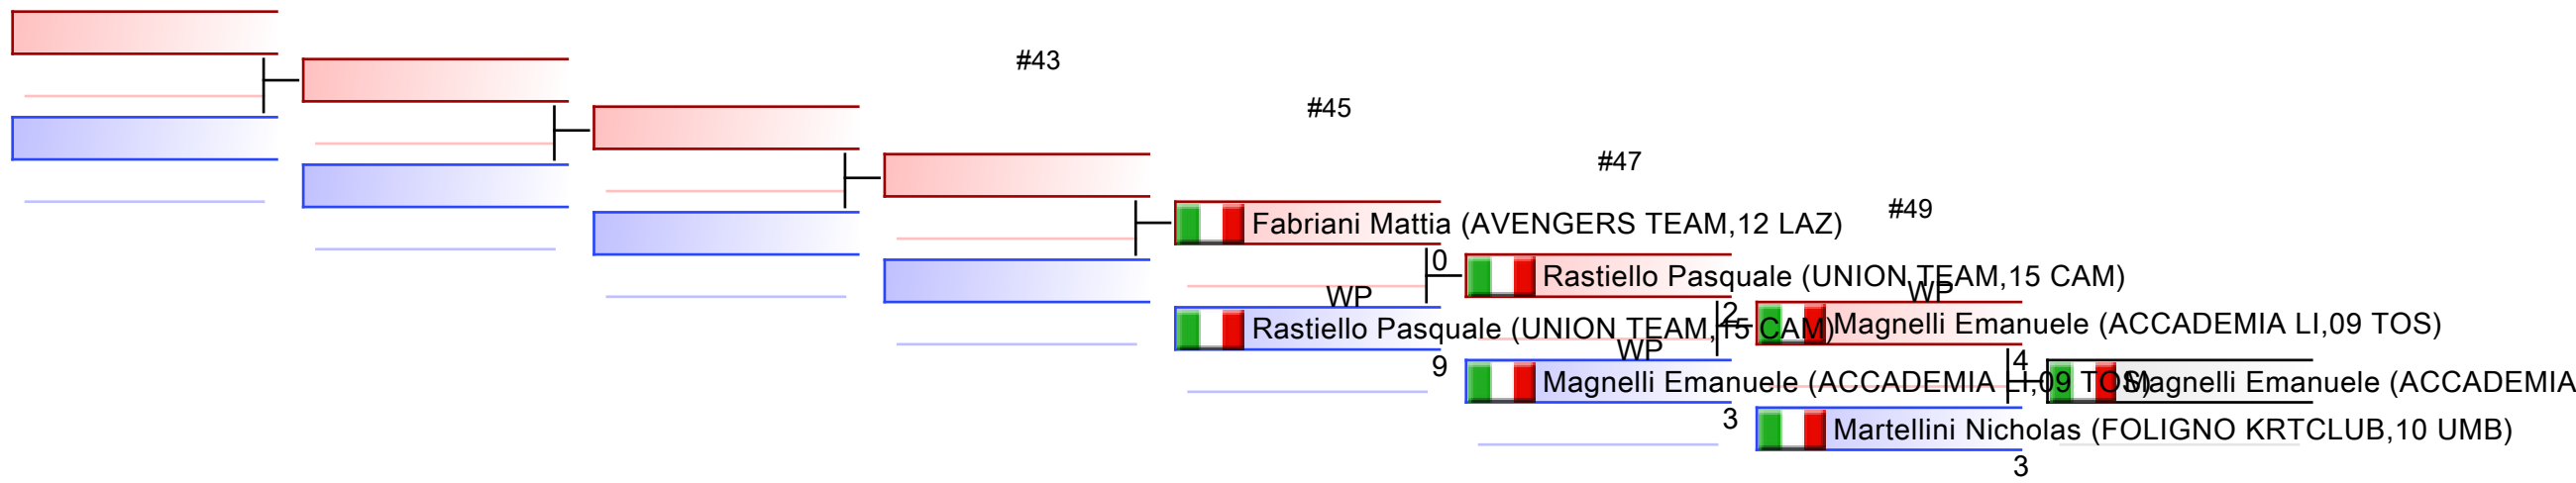 #43
#45
#47
#49
Fabriani Mattia (AVENGERS TEAM,12 LAZ)
0
Rastiello Pasquale (UNION TEAM,15 CAM)
WP
WP
2
Magnelli Emanuele (ACCADEMIA LI,09 TOS)
Rastiello Pasquale (UNION TEAM,15 CAM)
WP
9
4
Magnelli Emanuele (ACCADEMIA LI,09 TOS)
Magnelli Emanuele (ACCADEMIA
3
Martellini Nicholas (FOLIGNO KRTCLUB,10 UMB)
3